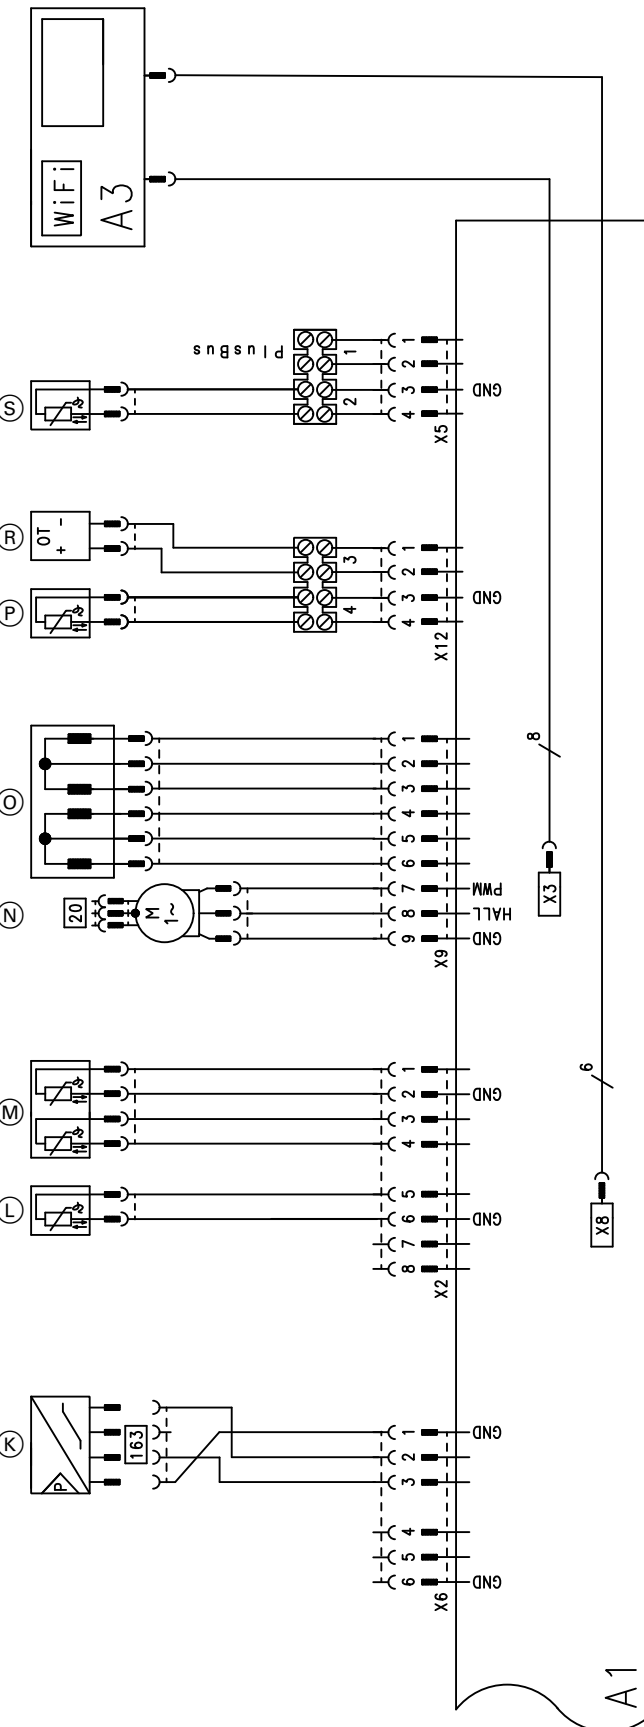 WiFi
A3
PlusBus
S
1
2
1
2
3
4
GND
X5
R
OT
+ -
P
3
4
1
2
3
4
GND
X12
O
1
2
3
4
5
6
7
8
9
PWM
HALL
GND
X9
N
20
M
1~
8
X3
M
1
2
3
4
GND
L
5
6
7
8
GND
X2
6
X8
K
P
163
1
2
3
4
5
6
GND
GND
X6
A1